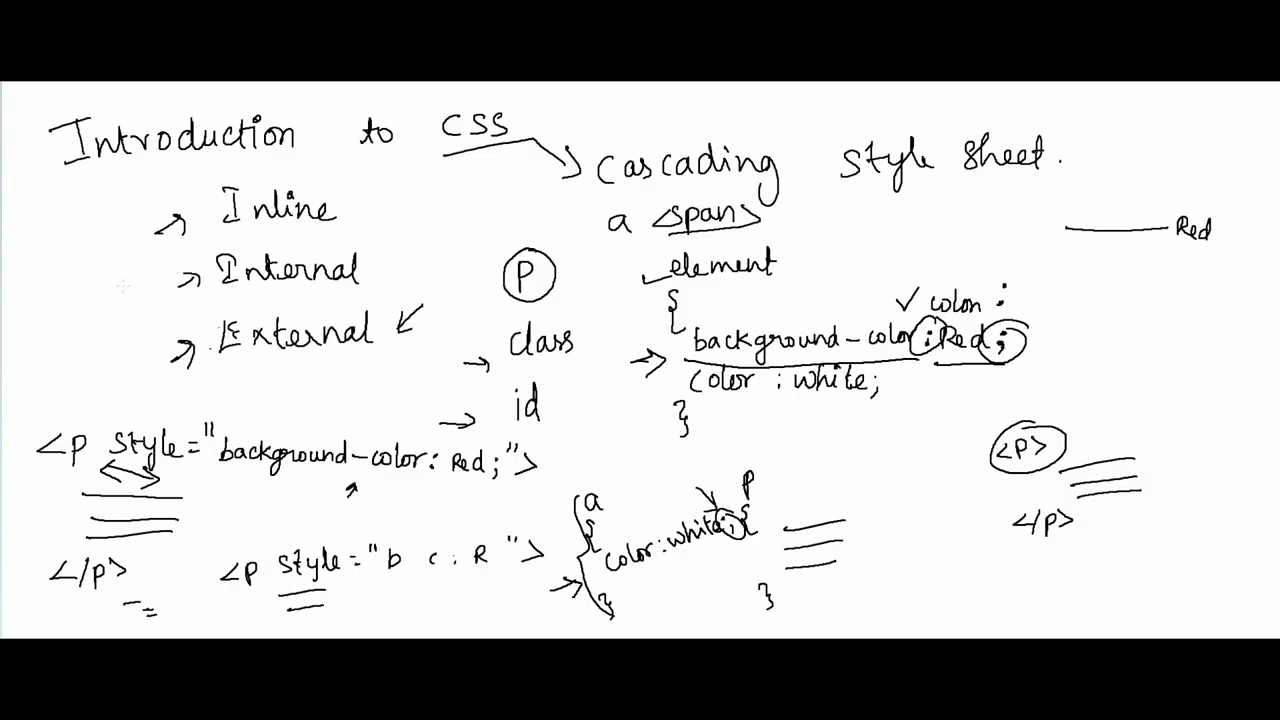 Introduction to CSS
Cascading Style Sheet.
Inline
a <span>
Red
Internal
P
element
{
colon :
External
class
background-color : Red ;
color : white;
id
}
<p style="background-color: Red;">
<p>
</p>
</p>
<p style="b c : R ">
a
{
color:white;
}
p
{
}